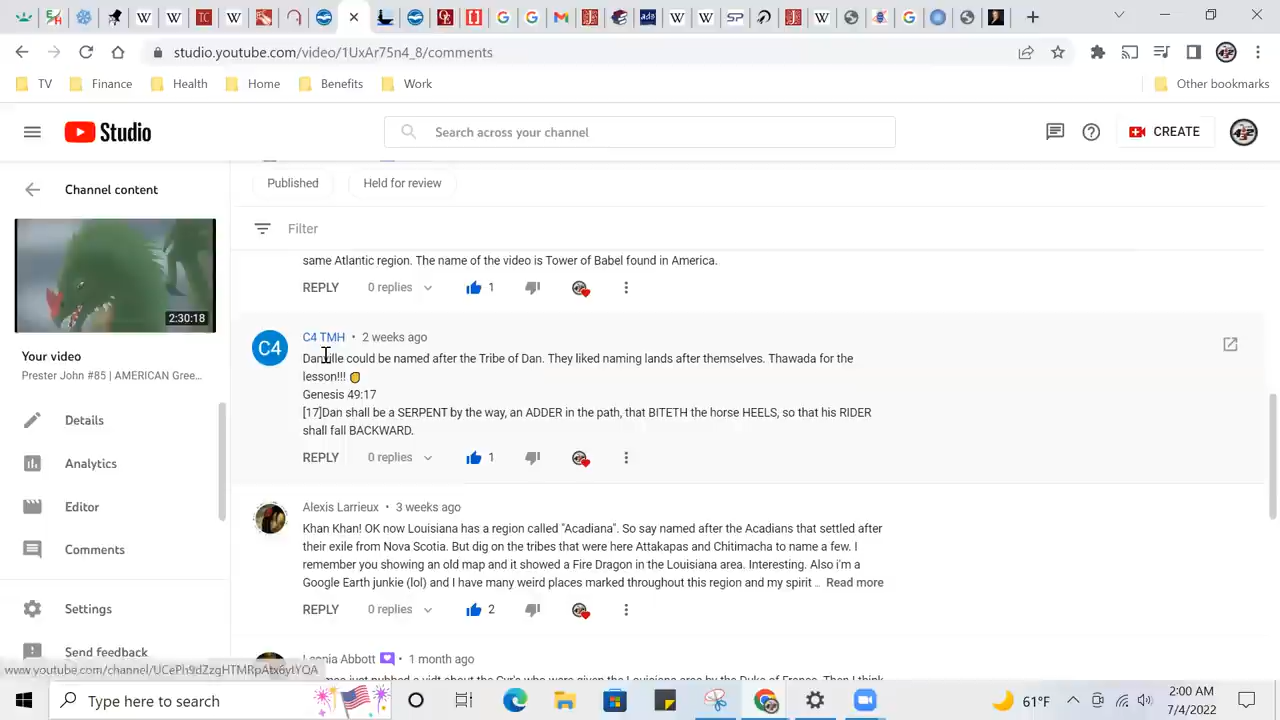 studio.youtube.com/video/1UxAr75n4_8/comments
TV Finance Health Home Benefits Work Other bookmarks
Studio
Search across your channel
CREATE
Channel content
2:30:18
Your video
Prester John #85 | AMERICAN Gree...
Details
Analytics
Editor
Comments
Settings
Send feedback
Published Held for review
Filter
same Atlantic region. The name of the video is Tower of Babel found in America.
REPLY 0 replies 1
C4
C4 TMH • 2 weeks ago
could be named after the Tribe of Dan. They liked naming lands after themselves. Thawada for the
lesson!!!
Genesis 49:17
[17]Dan shall be a SERPENT by the way, an ADDER in the path, that BITETH the horse HEELS, so that his RIDER
shall fall BACKWARD.
REPLY 0 replies 1
Alexis Larrieux • 3 weeks ago
Khan Khan! OK now Louisiana has a region called "Acadiana". So say named after the Acadians that settled after
their exile from Nova Scotia. But dig on the tribes that were here Attakapas and Chitimacha to name a few. I
remember you showing an old map and it showed a Fire Dragon in the Louisiana area. Interesting. Also i'm a
Google Earth junkie (lol) and I have many weird places marked throughout this region and my spirit ... Read more
REPLY 0 replies 2
Abbott • 1 month ago
Type here to search
61°F
2:00 AM
7/4/2022